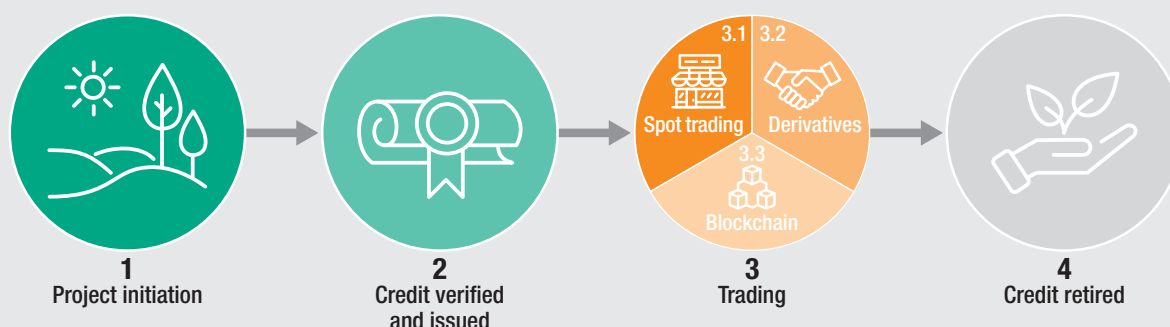 3.1
Spot trading
3.2
Derivatives
3.3
Blockchain
1
Project initiation
2
Credit verified
and issued
3
Trading
4
Credit retired